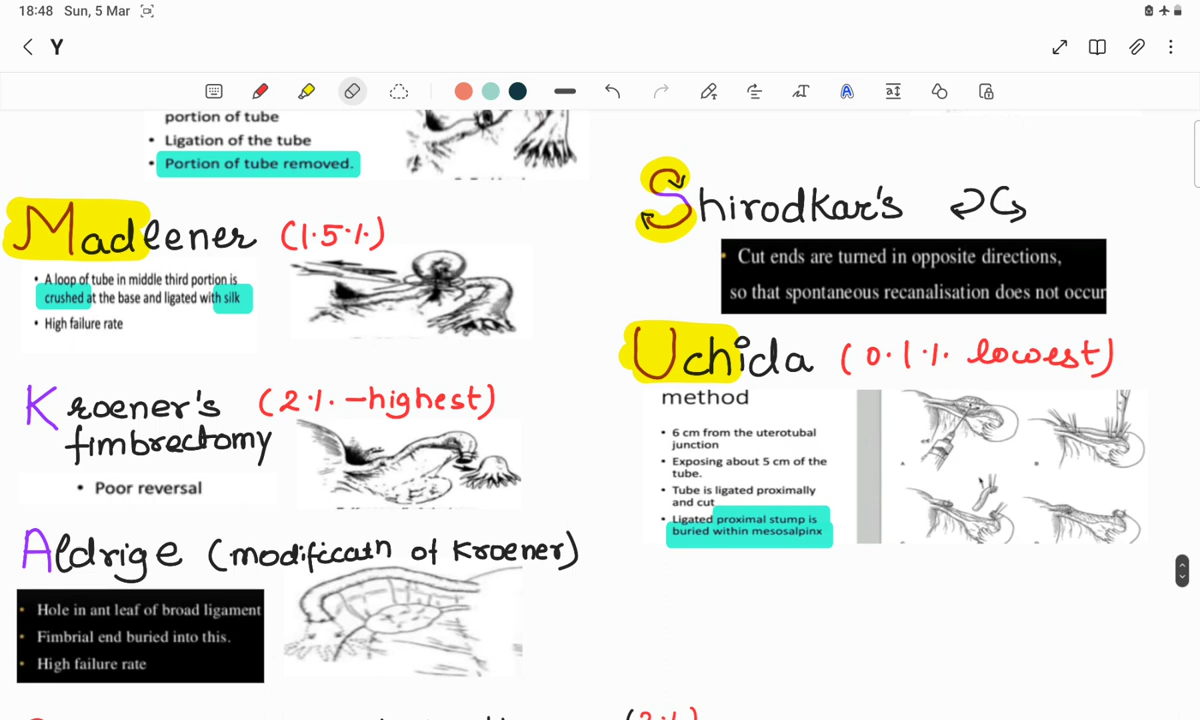 18:48 Sun, 5 Mar
Y
portion of tube
• Ligation of the tube
• Portion of tube removed.
Madleener (1.5%)
• A loop of tube in middle third portion is
crushed at the base and ligated with silk
• High failure rate
Kroener's (2% - highest)
fimbrectomy
• Poor reversal
Aldrige (modificatn of Kroener)
• Hole in ant leaf of broad ligament
• Fimbrial end buried into this.
• High failure rate
Shirodkar's
• Cut ends are turned in opposite directions,
so that spontaneous recanalisation does not occur
Uchida (0.1% lowest)
method
• 6 cm from the uterotubal
junction
• Exposing about 5 cm of the
tube.
• Tube is ligated proximally
and cut
• Ligated proximal stump is
buried within mesosalpinx